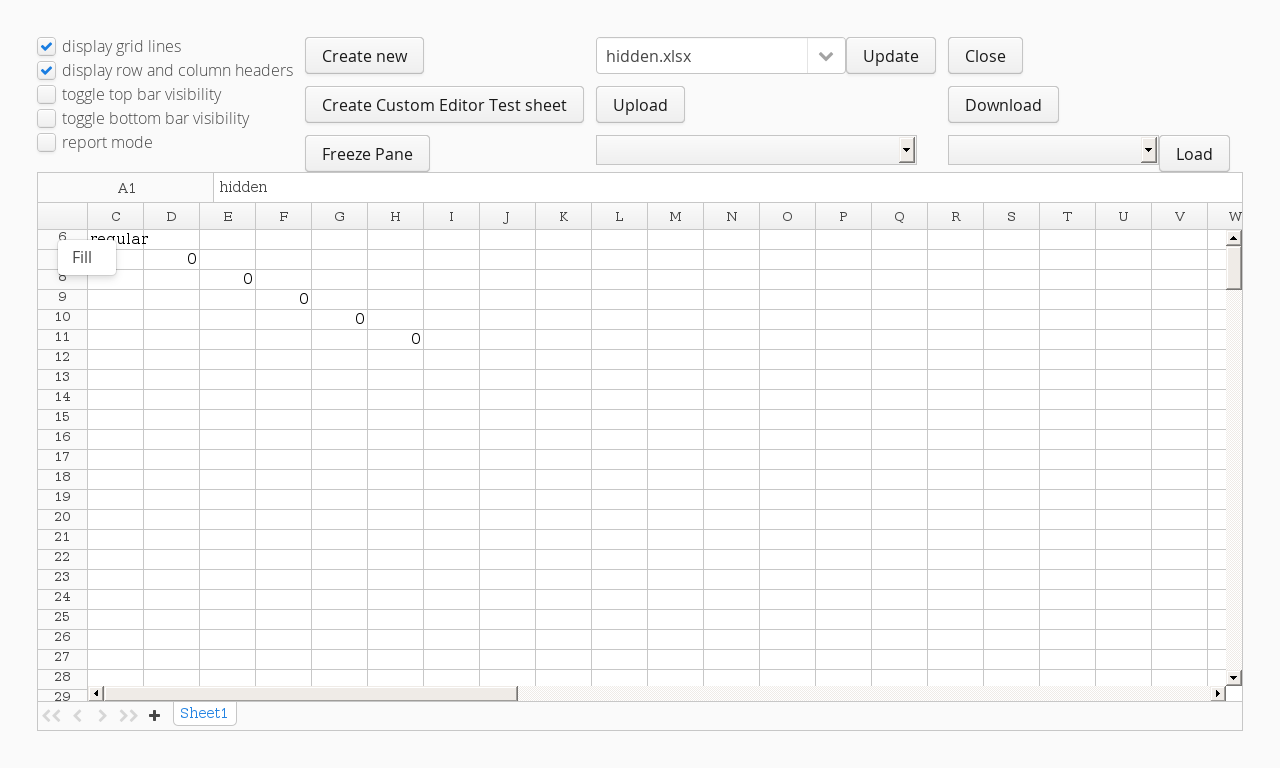 display grid lines
display row and column headers
toggle top bar visibility
toggle bottom bar visibility
report mode
Create new
hidden.xlsx
Update
Close
Create Custom Editor Test sheet
Upload
Download
Freeze Pane
Load
A1
hidden
C D E F G H I J K L M N O P Q R S T U V W
6 regular
Fill
0
8 0
9 0
10 0
11 0
12
13
14
15
16
17
18
19
20
21
22
23
24
25
26
27
28
29
Sheet1